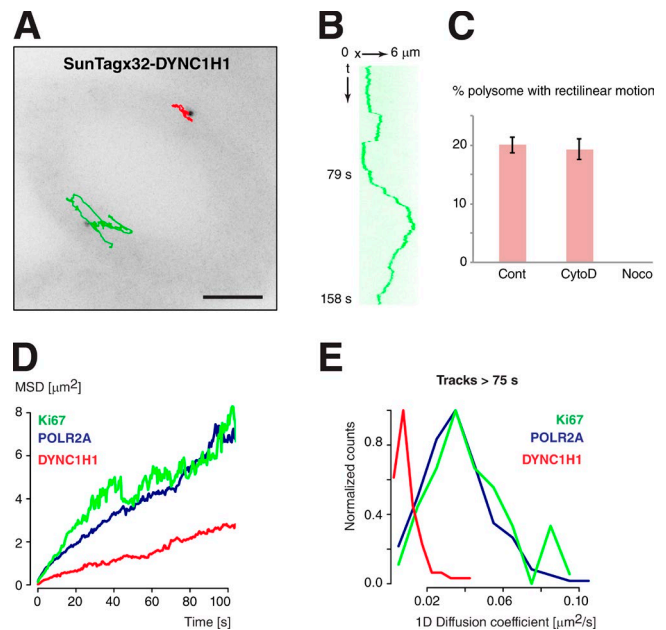 A
SunTagx32-DYNC1H1
B
0 x 6 μm
t
79 s
158 s
C
% polysome with rectilinear motion
20
10
0
Cont CytoD Noco
D
MSD [μm²]
8
6
4
2
0
Ki67
POLR2A
DYNC1H1
0 20 40 60 80 100
Time [s]
E
Tracks > 75 s
Normalized counts
0.8
0.4
0.0
Ki67
POLR2A
DYNC1H1
0.02 0.06 0.10
1D Diffusion coefficient [μm²/s]